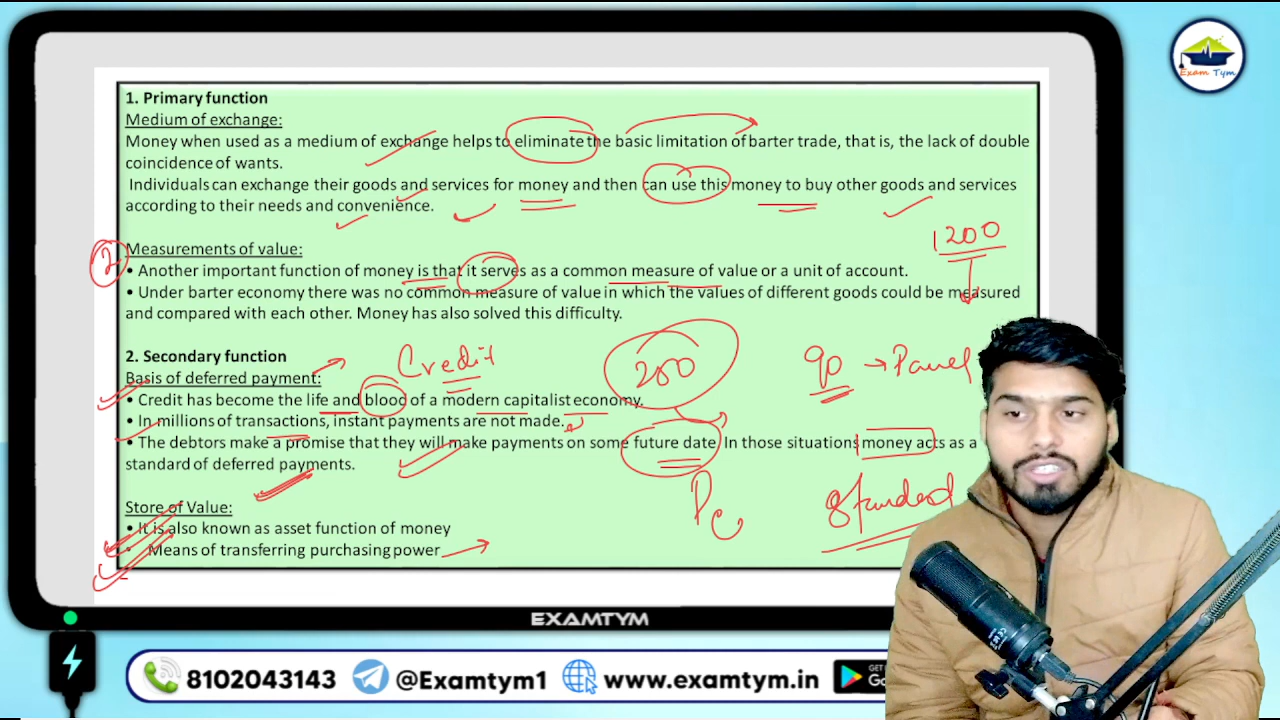 Exam Tym
1. Primary function
Medium of exchange:
Money when used as a medium of exchange helps to eliminate the basic limitation of barter trade, that is, the lack of double
coincidence of wants.
Individuals can exchange their goods and services for money and then can use this money to buy other goods and services
according to their needs and convenience.
1200
2
Measurements of value:
• Another important function of money is that it serves as a common measure of value or a unit of account.
• Under barter economy there was no common measure of value in which the values of different goods could be measured
and compared with each other. Money has also solved this difficulty.
2. Secondary function
Credit
200
90 →
Basis of deferred payment:
• Credit has become the life and blood of a modern capitalist economy.
• In millions of transactions, instant payments are not made.
• The debtors make a promise that they will make payments on some future date. In those situations money acts as a
standard of deferred payments.
Store of Value:
• It is also known as asset function of money
• Means of transferring purchasing power
EXAMTYM
8102043143 @Examtym1 www.examtym.in